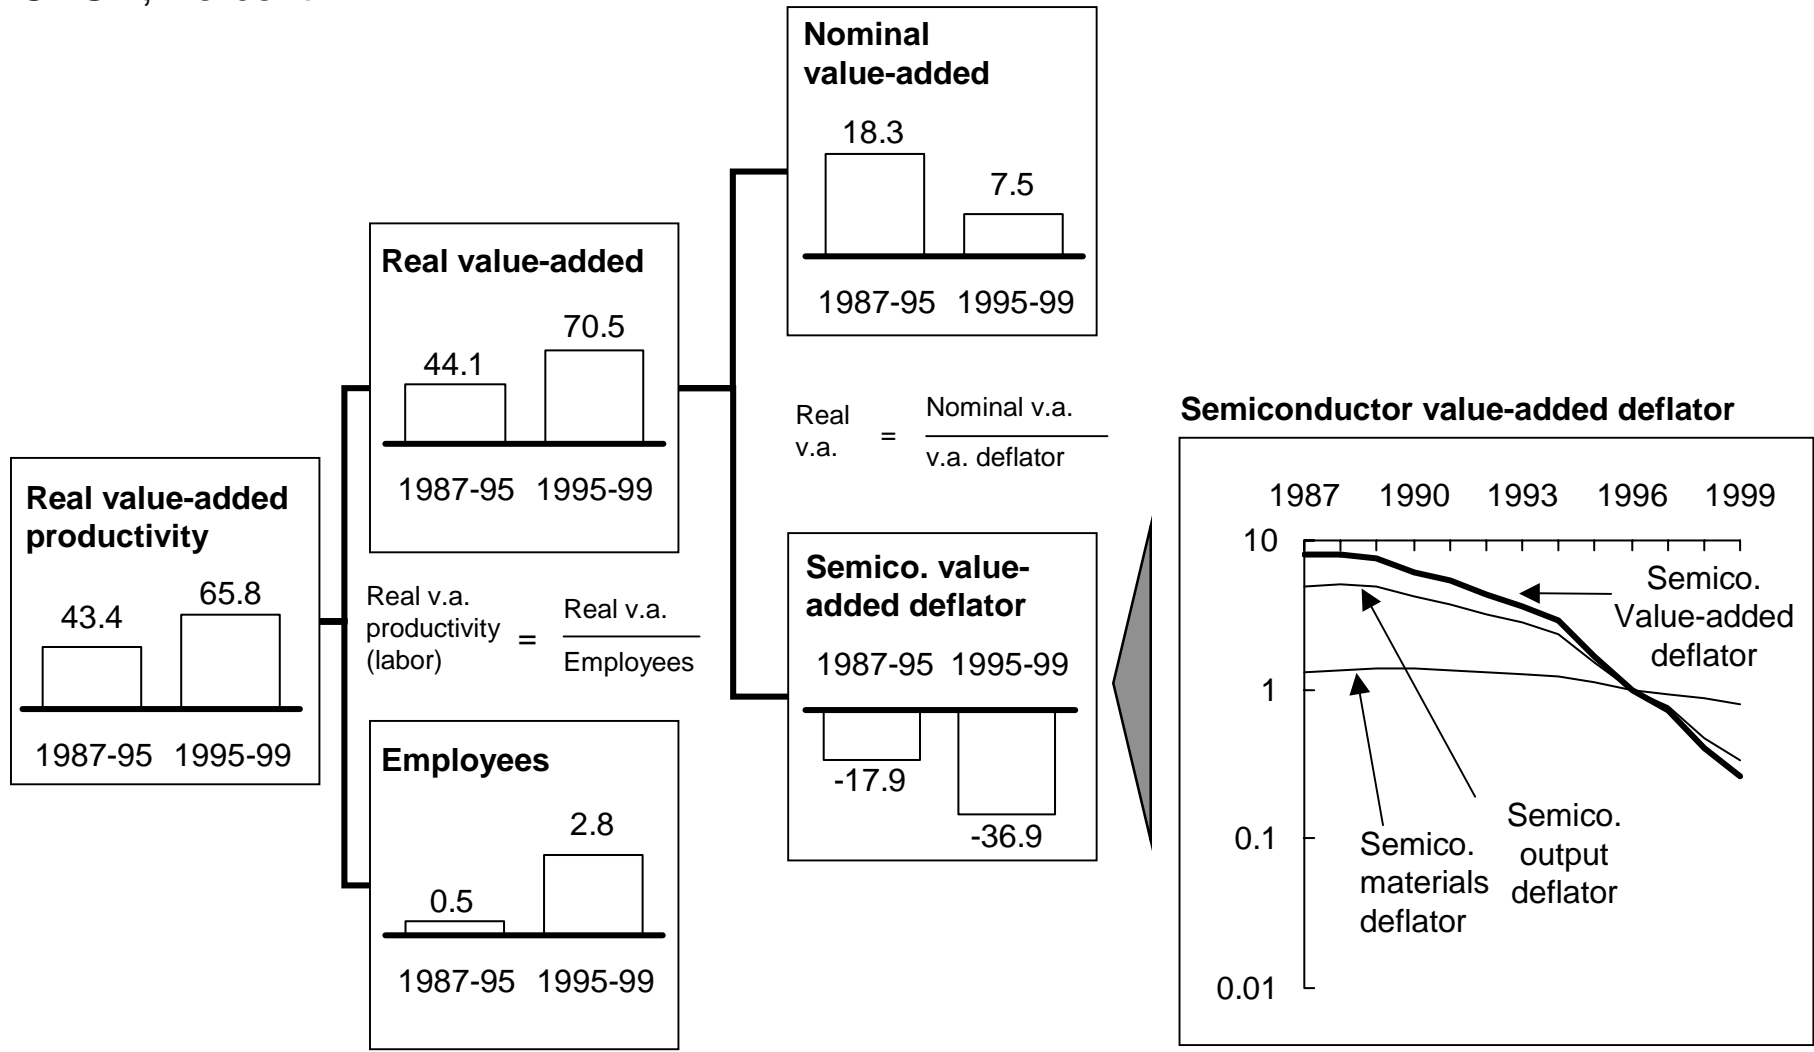 Real value-added
productivity
43.4
65.8
1987-95 1995-99
Real value-added
44.1
70.5
1987-95 1995-99
Real v.a.
productivity
(labor)
=
Real v.a.
Employees
Employees
0.5
2.8
1987-95 1995-99
Nominal
value-added
18.3
7.5
1987-95 1995-99
Real
v.a.
=
Nominal v.a.
v.a. deflator
Semico. value-
added deflator
1987-95 1995-99
-17.9
-36.9
Semiconductor value-added deflator
1987 1990 1993 1996 1999
10
1
0.1
0.01
Semico.
Value-added
deflator
Semico.
output
deflator
Semico.
materials
deflator